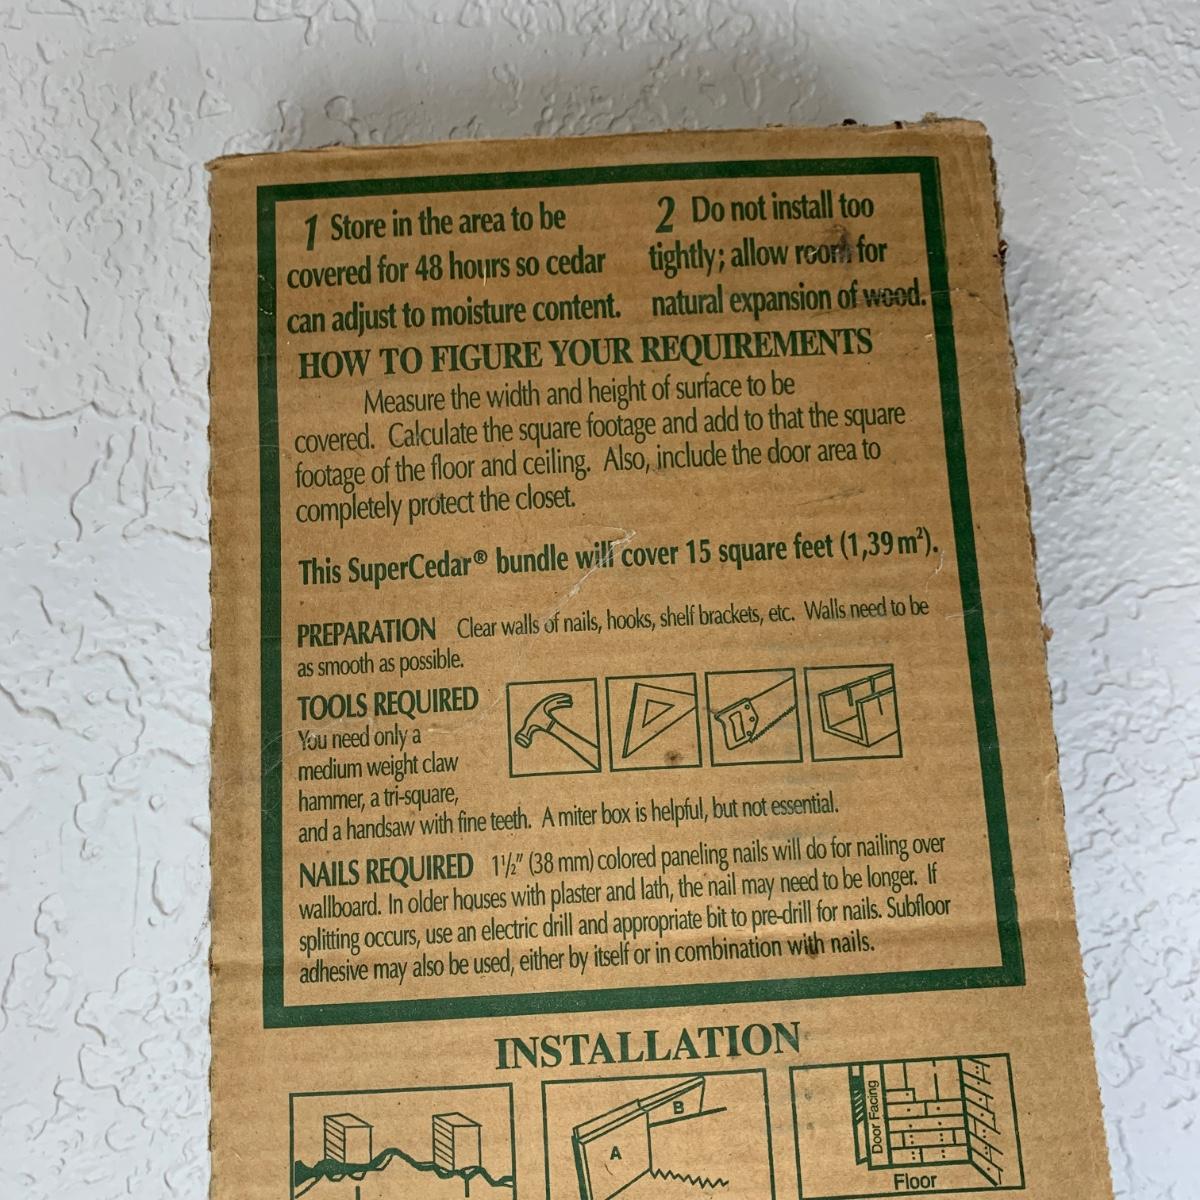 1 Store in the area to be
covered for 48 hours so cedar
can adjust to moisture content.
2 Do not install too
tightly; allow room for
natural expansion of wood.
HOW TO FIGURE YOUR REQUIREMENTS
Measure the width and height of surface to be
covered. Calculate the square footage and add to that the square
footage of the floor and ceiling. Also, include the door area to
completely protect the closet.
This SuperCedar® bundle will cover 15 square feet (1,39 m²).
PREPARATION Clear walls of nails, hooks, shelf brackets, etc. Walls need to be
as smooth as possible.
TOOLS REQUIRED
You need only a
medium weight claw
hammer, a tri-square,
and a handsaw with fine teeth. A miter box is helpful, but not essential.
NAILS REQUIRED 1½" (38 mm) colored paneling nails will do for nailing over
wallboard. In older houses with plaster and lath, the nail may need to be longer. If
splitting occurs, use an electric drill and appropriate bit to pre-drill for nails. Subfloor
adhesive may also be used, either by itself or in combination with nails.
INSTALLATION
A
B
Door Facing
Floor